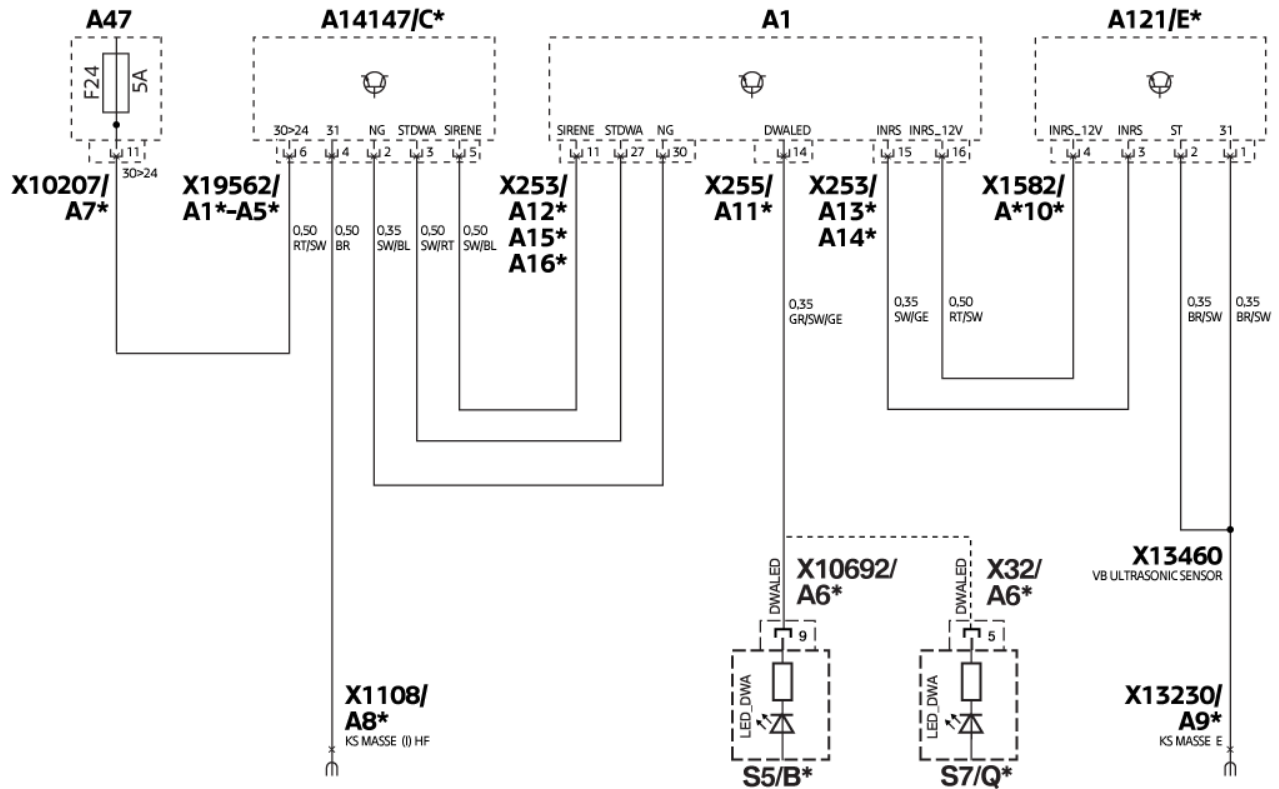 A47
A14147/C*
A1
A121/E*
F24
5A
30>24
31
NG
STDWA
SIRENE
SIRENE
STDWA
NG
DWALED
INRS
INRS_12V
INRS_12V
INRS
ST
31
11
6
4
2
3
5
11
27
30
14
15
16
4
3
2
1
30>24
X10207/
A7*
X19562/
A1*-A5*
X253/
A12*
A15*
A16*
X255/
A11*
X253/
A13*
A14*
X1582/
A*10*
0,50
RT/SW
0,50
BR
0,35
SW/BL
0,50
SW/RT
0,50
SW/BL
0,35
GR/SW/GE
0,35
SW/GE
0,50
RT/SW
0,35
BR/SW
0,35
BR/SW
X13460
VB ULTRASONIC SENSOR
DWALED
X10692/
A6*
DWALED
X32/
A6*
9
5
LED_DWA
LED_DWA
S5/B*
S7/Q*
X1108/
A8*
KS MASSE (I) HF
X13230/
A9*
KS MASSE E